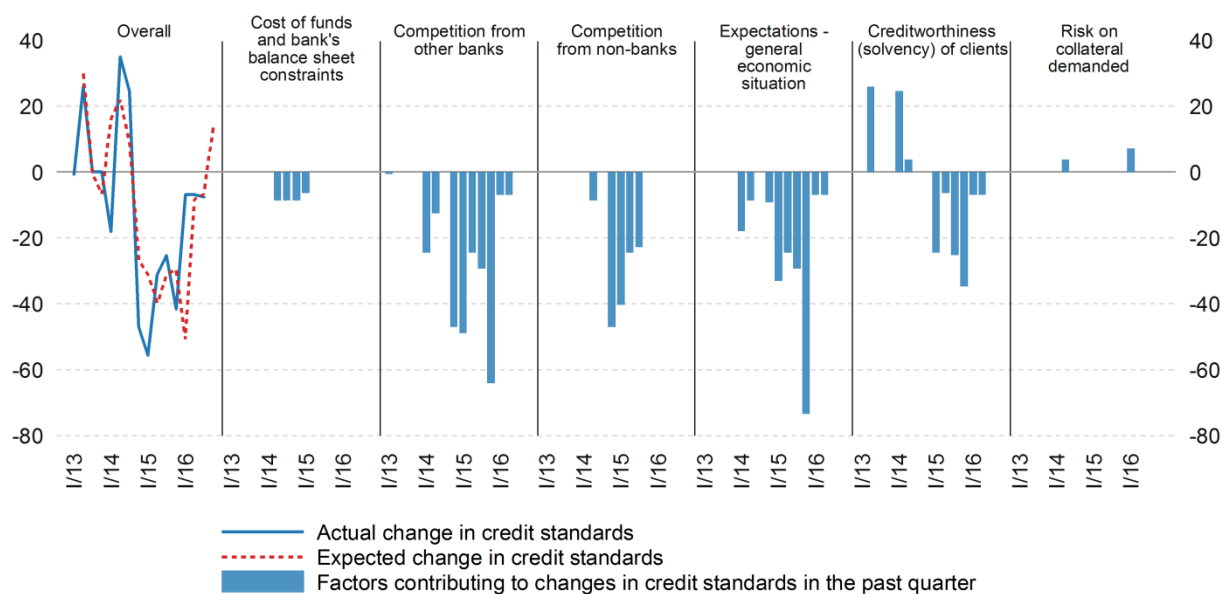 Overall
Cost of funds
and bank's
balance sheet
constraints
Competition from
other banks
Competition
from non-banks
Expectations -
general
economic
situation
Creditworthiness
(solvency) of clients
Risk on
collateral
demanded
40
20
0
-20
-40
-60
-80
40
20
0
-20
-40
-60
-80
I/13
I/14
I/15
I/16
I/13
I/14
I/15
I/16
I/13
I/14
I/15
I/16
I/13
I/14
I/15
I/16
I/13
I/14
I/15
I/16
I/13
I/14
I/15
I/16
I/13
I/14
I/15
I/16
Actual change in credit standards
Expected change in credit standards
Factors contributing to changes in credit standards in the past quarter